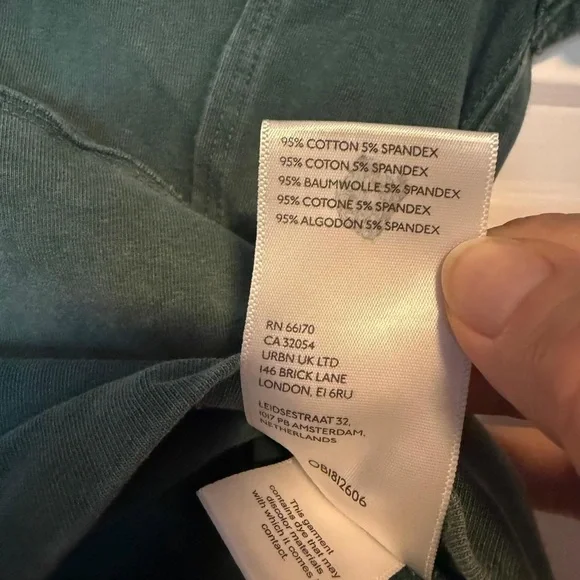 95% COTTON 5% SPANDEX
95% COTON 5% SPANDEX
95% BAUMWOLLE 5% SPANDEX
95% COTONE 5% SPANDEX
95% ALGODÓN 5% SPANDEX
RN 66170
CA 32054
URBN UK LTD
146 BRICK LANE
LONDON, E1 6RU
LEIDSESTRAAT 32,
1017 PB AMSTERDAM,
NETHERLANDS
OB1812606
This garment
contains dye that may
discolor materials
with which it comes
contact.